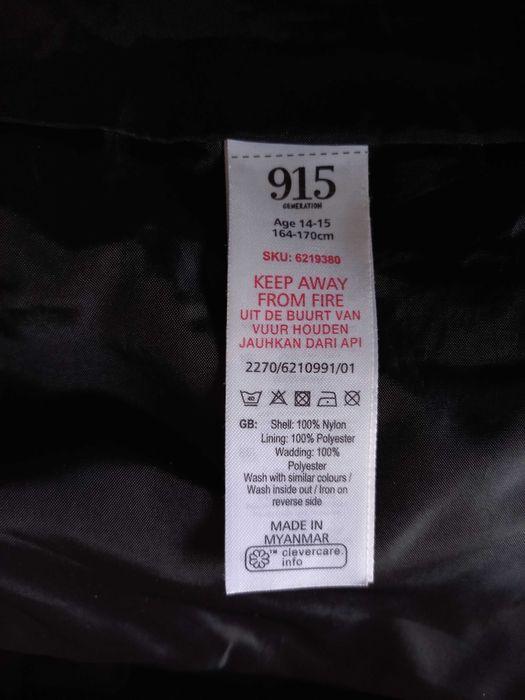 915
GENERATION
Age 14-15
164-170cm
SKU: 6219380
KEEP AWAY
FROM FIRE
UIT DE BUURT VAN
VUUR HOUDEN
JAUHKAN DARI API
2270/6210991/01
40
GB: Shell: 100% Nylon
Lining: 100% Polyester
Wadding: 100%
Polyester
Wash with similar colours /
Wash inside out / Iron on
reverse side
MADE IN
MYANMAR
™ clevercare.
info